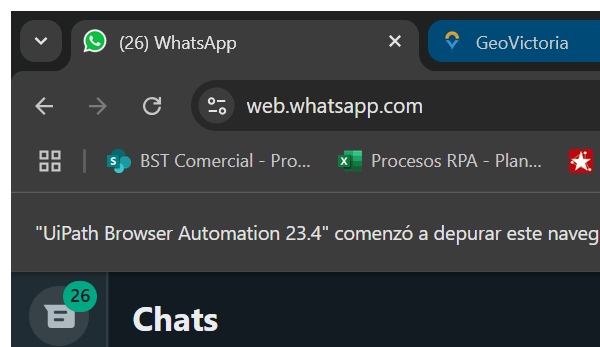 (26) WhatsApp
GeoVictoria
web.whatsapp.com
BST Comercial - Pro... Procesos RPA - Plan...
"UiPath Browser Automation 23.4" comenzó a depurar este naveg
26
Chats